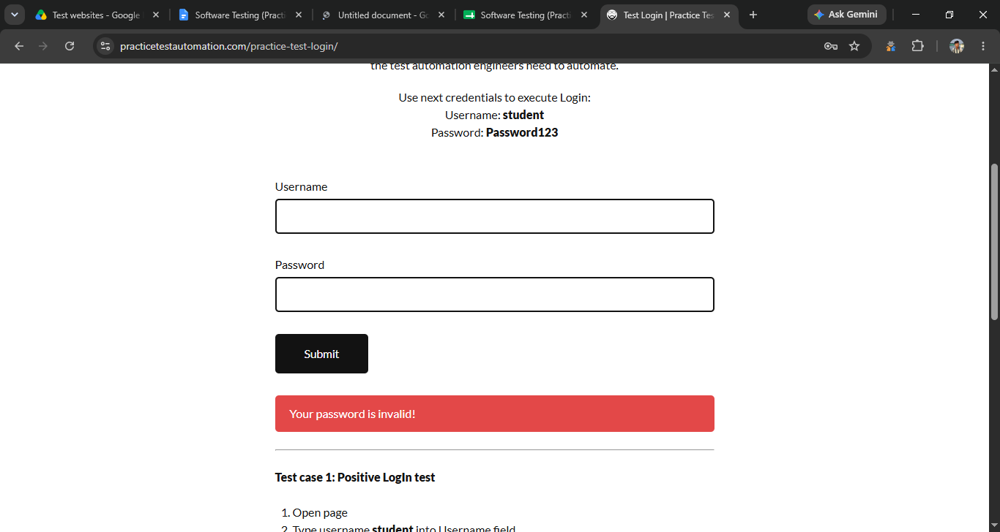 Test websites - Google
Software Testing (Practi
Untitled document - Go
Software Testing (Practi
Test Login | Practice Tes
Ask Gemini
practicetestautomation.com/practice-test-login/
the test automation engineers need to automate.
Use next credentials to execute Login:
Username: student
Password: Password123
Username
Password
Submit
Your password is invalid!
Test case 1: Positive LogIn test
1. Open page
2. Type username student into Username field